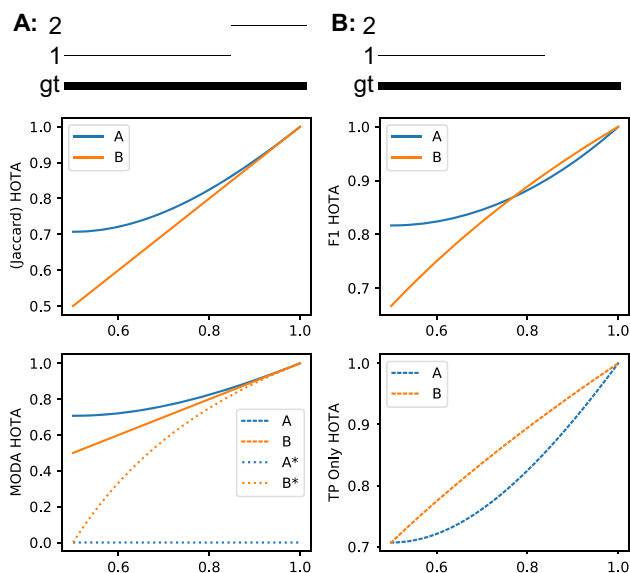 A: 2
1
gt
B: 2
1
gt
(Jaccard) HOTA
1.0
0.9
0.8
0.7
0.6
0.5
A
B
0.6 0.8 1.0
F1 HOTA
1.0
0.9
0.8
0.7
A
B
0.6 0.8 1.0
MODA HOTA
1.0
0.8
0.6
0.4
0.2
0.0
A
B
A*
B*
0.6 0.8 1.0
TP Only HOTA
1.0
0.9
0.8
0.7
A
B
0.6 0.8 1.0